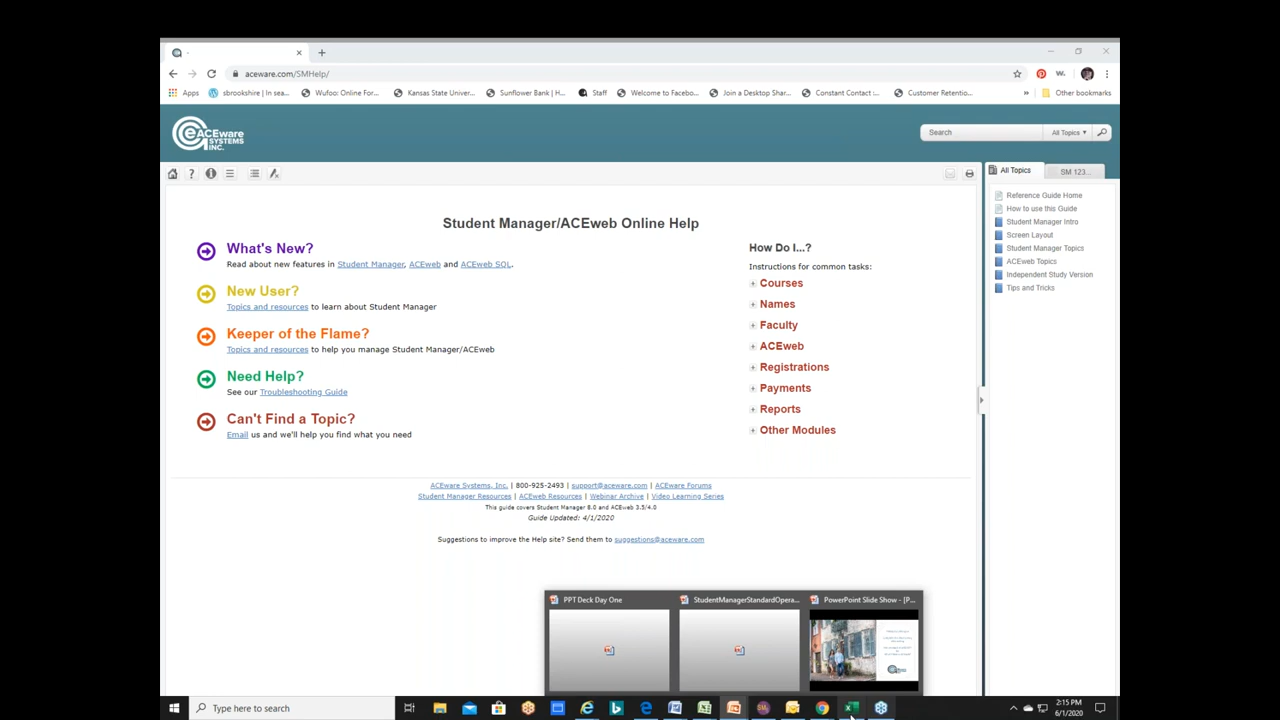 aceware.com/SMHelp/
Apps
sbrookshire (In sea...
Wufoo: Online For...
Kansas State Univer...
Sunflower Bank | H...
Staff
Welcome to Facebo...
Join a Desktop Shar...
Constant Contact :...
Customer Retentio...
»
Other bookmarks
ACEware
SYSTEMS
INC.
Search
All Topics
All Topics
SM 123...
Reference Guide Home
How to use this Guide
Student Manager Intro
Screen Layout
Student Manager Topics
ACEweb Topics
Independent Study Version
Tips and Tricks
Student Manager/ACEweb Online Help
What's New?
Read about new features in Student Manager, ACEweb and ACEweb SQL.
New User?
Topics and resources to learn about Student Manager
Keeper of the Flame?
Topics and resources to help you manage Student Manager/ACEweb
Need Help?
See our Troubleshooting Guide
Can't Find a Topic?
Email us and we'll help you find what you need
How Do I...?
Instructions for common tasks:
Courses
Names
Faculty
ACEweb
Registrations
Payments
Reports
Other Modules
ACEware Systems, Inc. | 800-925-2493 | support@aceware.com | ACEware Forums
Student Manager Resources | ACEweb Resources | Webinar Archive | Video Learning Series
This guide covers Student Manager 8.0 and ACEweb 3.5/4.0
Guide Updated: 4/1/2020
Suggestions to improve the Help site? Send them to suggestions@aceware.com
PPT Deck Day One
StudentManagerStandardOpera...
PowerPoint Slide Show - [P...
Type here to search
2:15 PM
6/1/2020